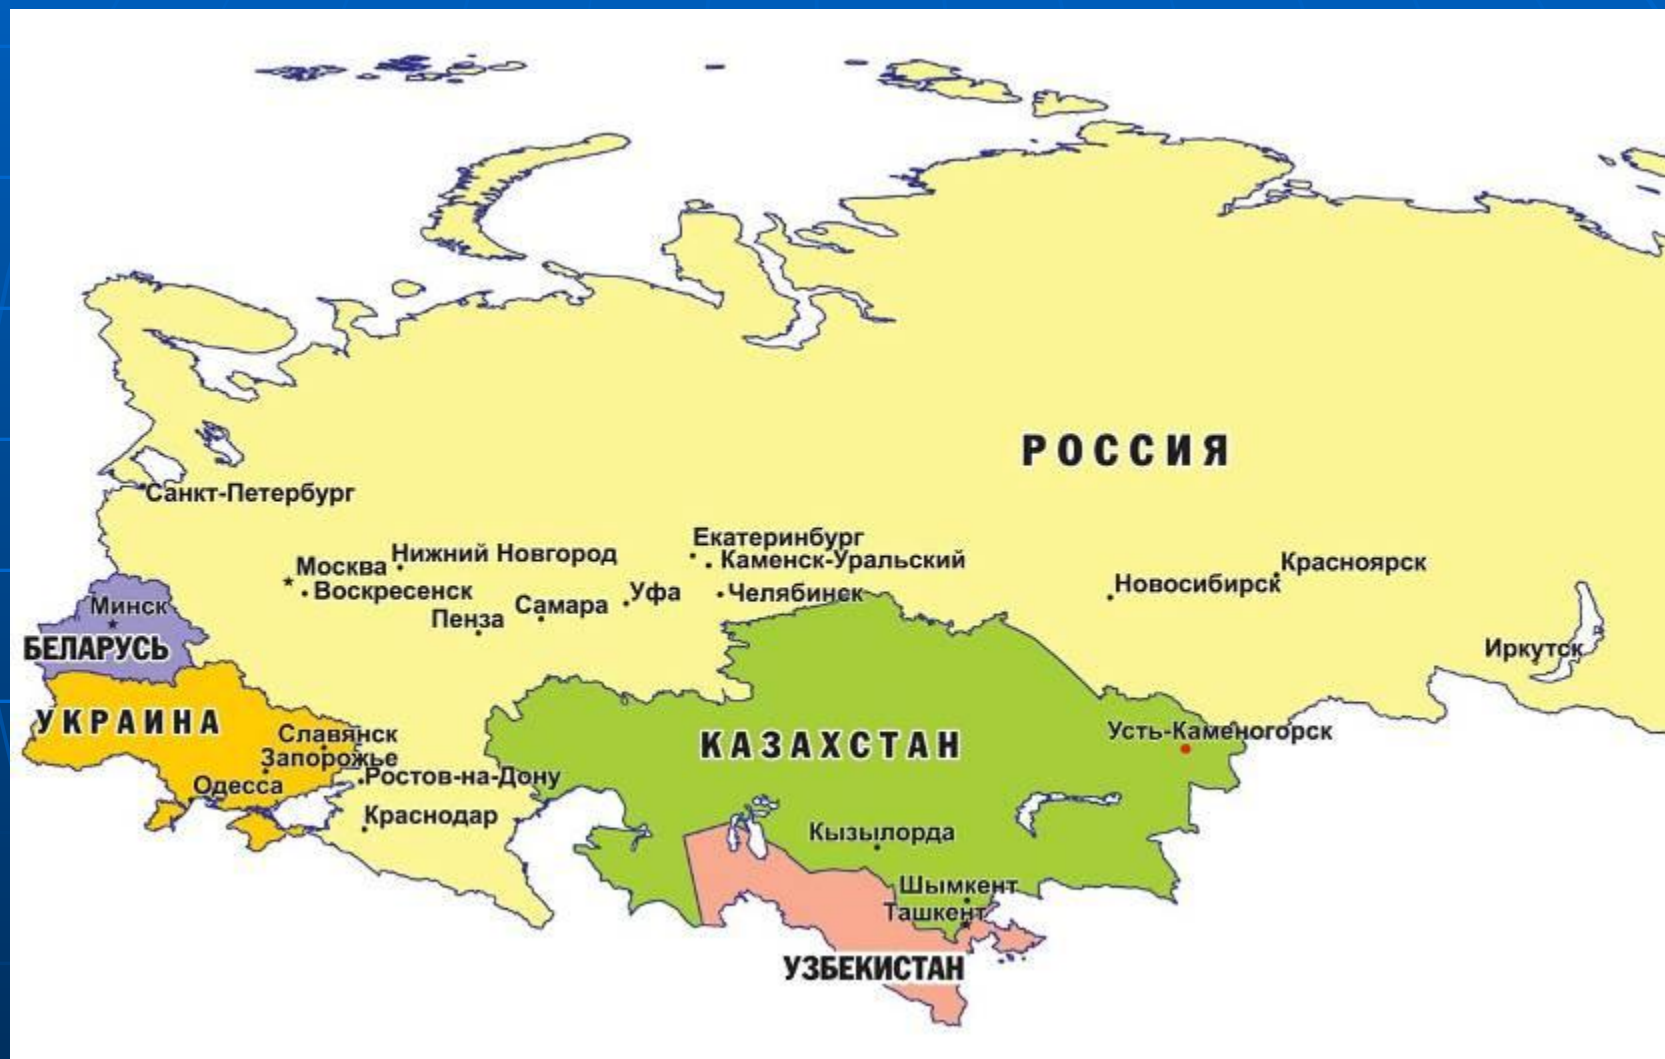 РОССИЯ
Санкт-Петербург
Екатеринбург
Нижний Новгород
Каменск-Уральский
Москва
Красноярск
Новосибирск
Воскресенск
Уфа
Челябинск
Самара
Пенза
Минск
БЕЛАРУСЬ
Иркутск
УКРАИНА
Славянск
Запорожье
Одесса
Ростов-на-Дону
Краснодар
КАЗАХСТАН
Усть-Каменогорск
Кызылорда
Шымкент
Ташкент
УЗБЕКИСТАН